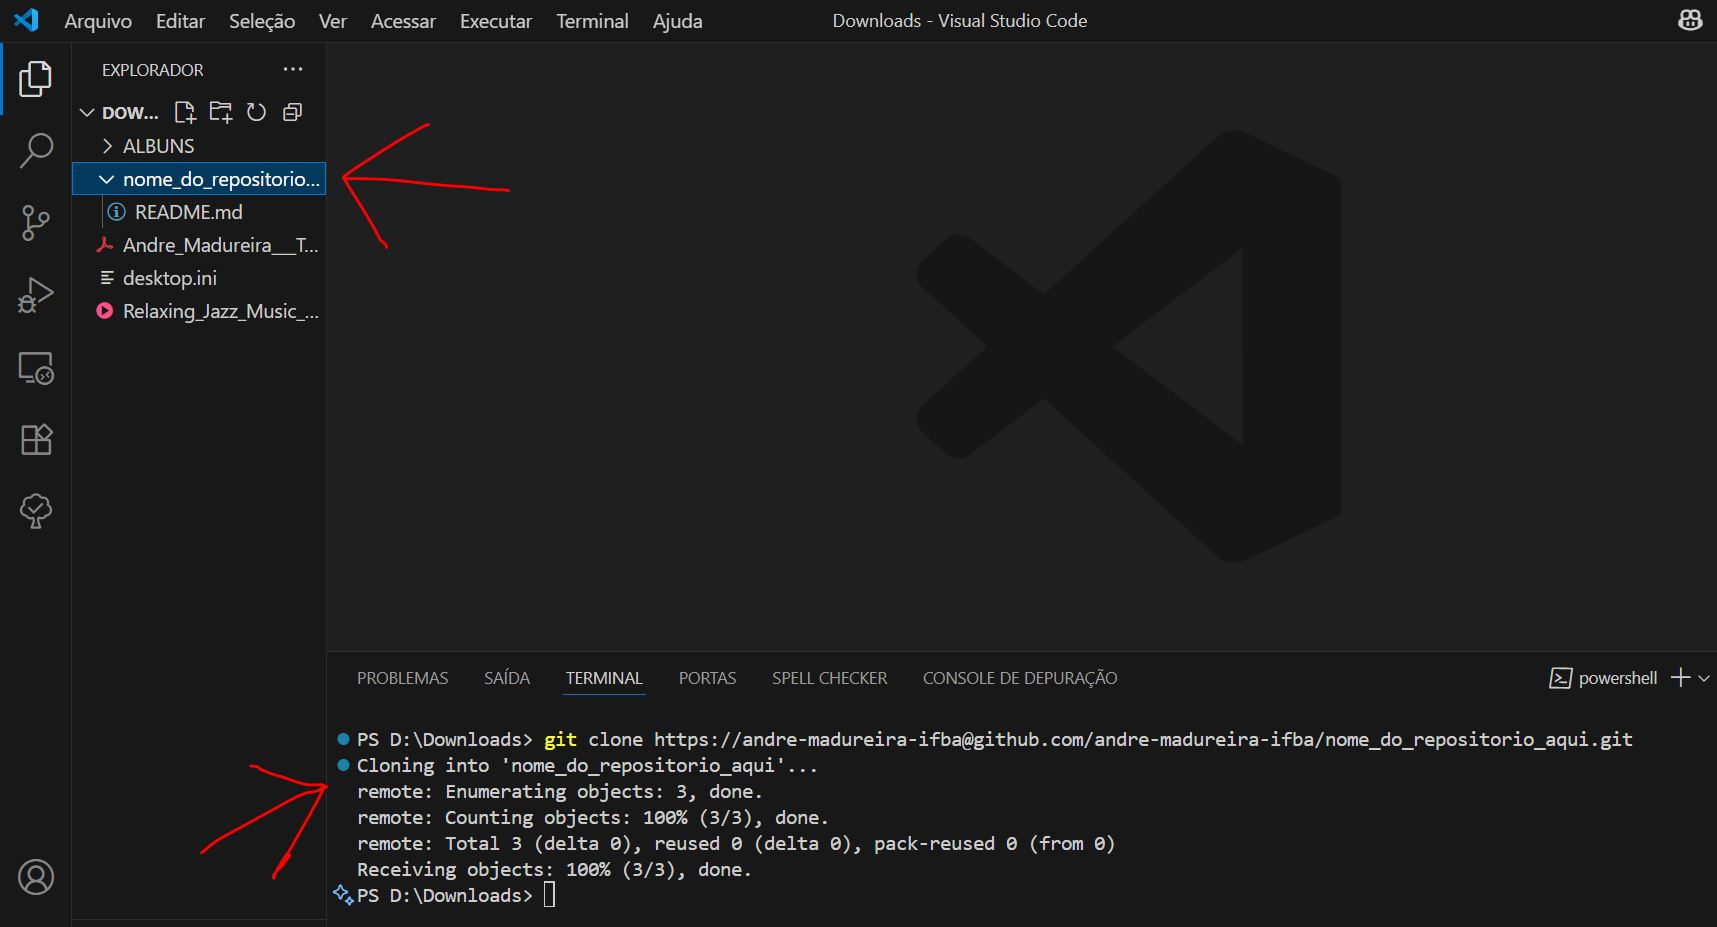 Arquivo Editar Seleção Ver Acessar Executar Terminal Ajuda Downloads - Visual Studio Code
EXPLORADOR ...
DOW...
ALBUNS
nome_do_repositorio...
README.md
Andre_Madureira___T...
desktop.ini
Relaxing_Jazz_Music_...
PROBLEMAS SAÍDA TERMINAL PORTAS SPELL CHECKER CONSOLE DE DEPURAÇÃO powershell
PS D:\Downloads> git clone https://andre-madureira-ifba@github.com/andre-madureira-ifba/nome_do_repositorio_aqui.git
Cloning into 'nome_do_repositorio_aqui'...
remote: Enumerating objects: 3, done.
remote: Counting objects: 100% (3/3), done.
remote: Total 3 (delta 0), reused 0 (delta 0), pack-reused 0 (from 0)
Receiving objects: 100% (3/3), done.
PS D:\Downloads>